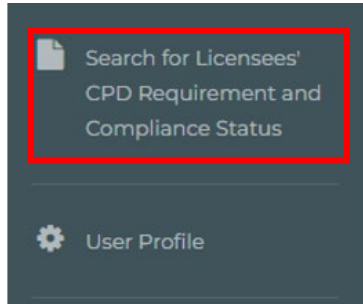 Search for Licensees'
CPD Requirement and
Compliance Status
User Profile